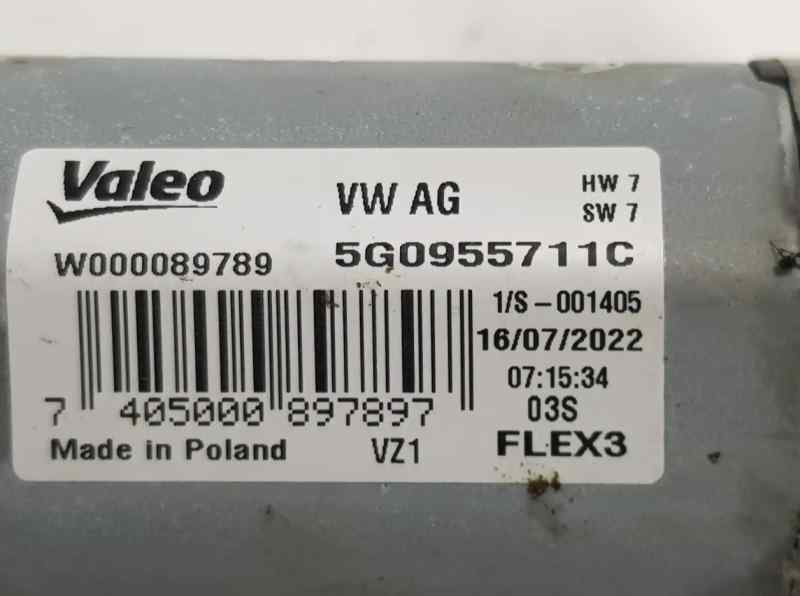 Valeo
VW AG
HW 7
SW 7
W000089789
5G0955711C
1/S-001405
16/07/2022
07:15:34
7 405000 897897
03S
Made in Poland
VZ1
FLEX3